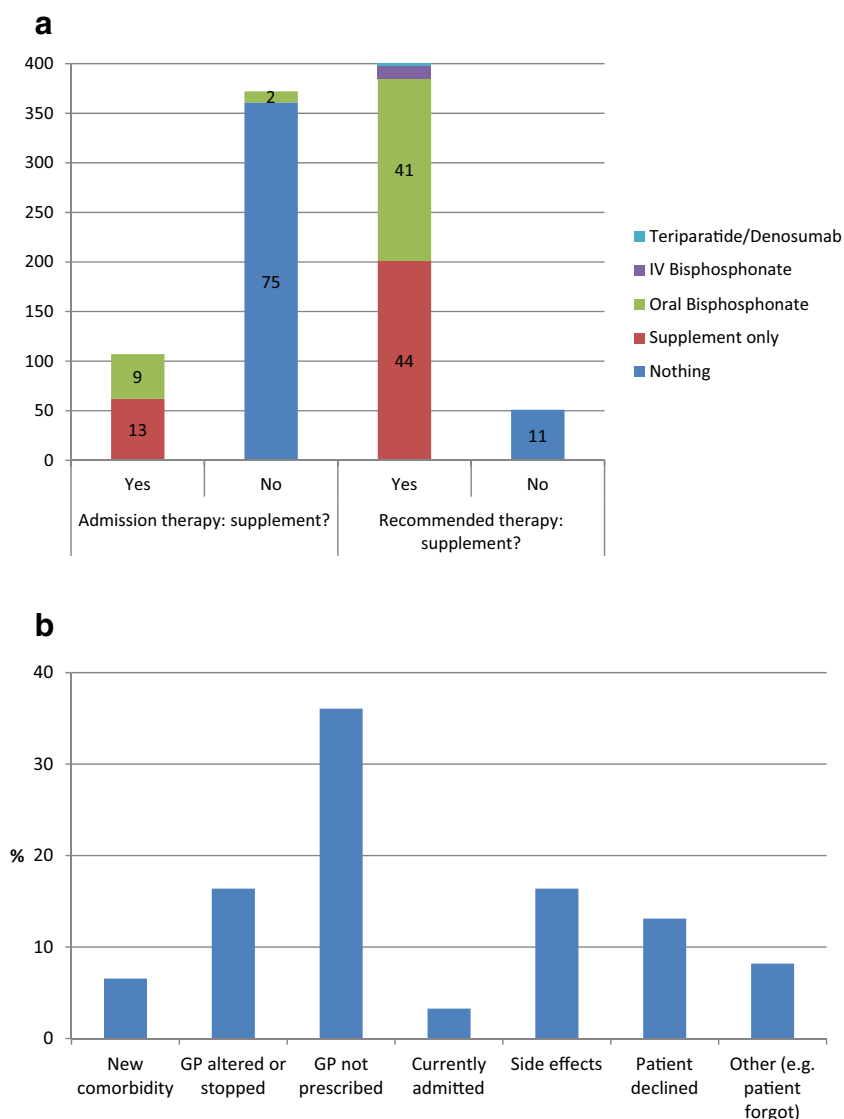 a
400
350
300
250
200
150
100
50
0
2
41
75
44
9
13
11
Teriparatide/Denosumab
IV Bisphosphonate
Oral Bisphosphonate
Supplement only
Nothing
Yes
No
Yes
No
Admission therapy: supplement?
Recommended therapy:
supplement?
b
40
30
20
10
0
%
New
comorbidity
GP altered or
stopped
GP not
prescribed
Currently
admitted
Side effects
Patient
declined
Other (e.g.
patient
forgot)